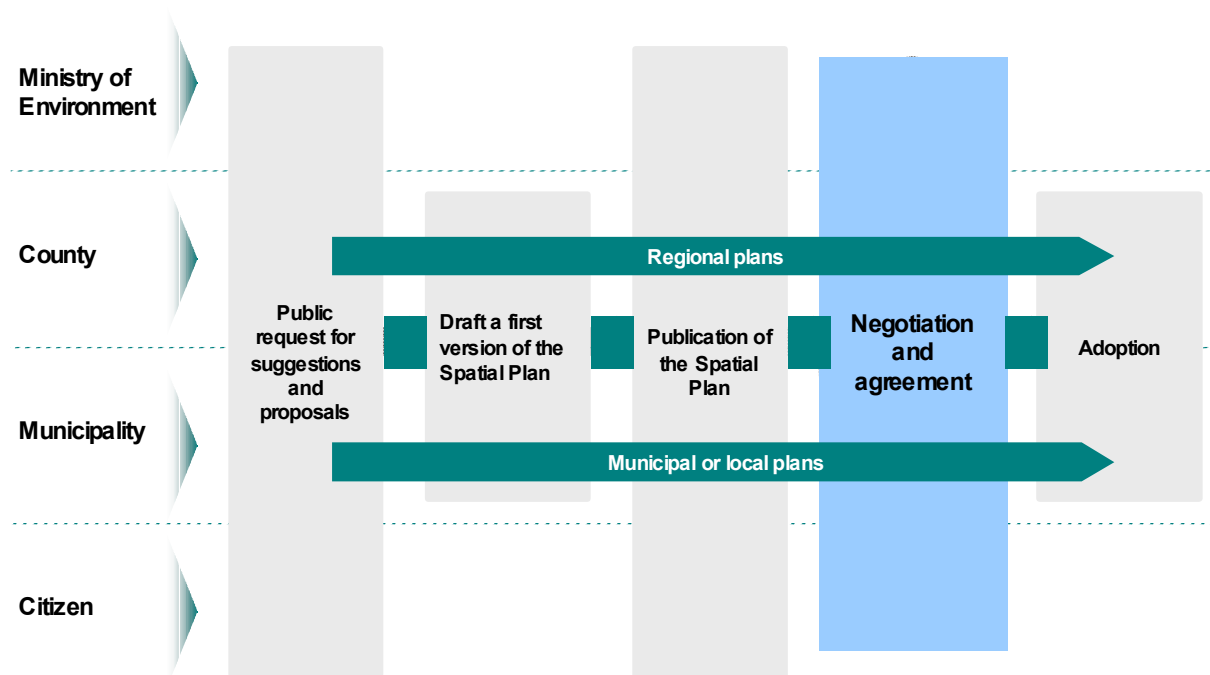 Ministry of
Environment
County
Municipality
Citizen
Regional plans
Public
request for
suggestions
and
proposals
Draft a first
version of the
Spatial Plan
Publication of
the Spatial
Plan
Negotiation
and
agreement
Adoption
Municipal or local plans